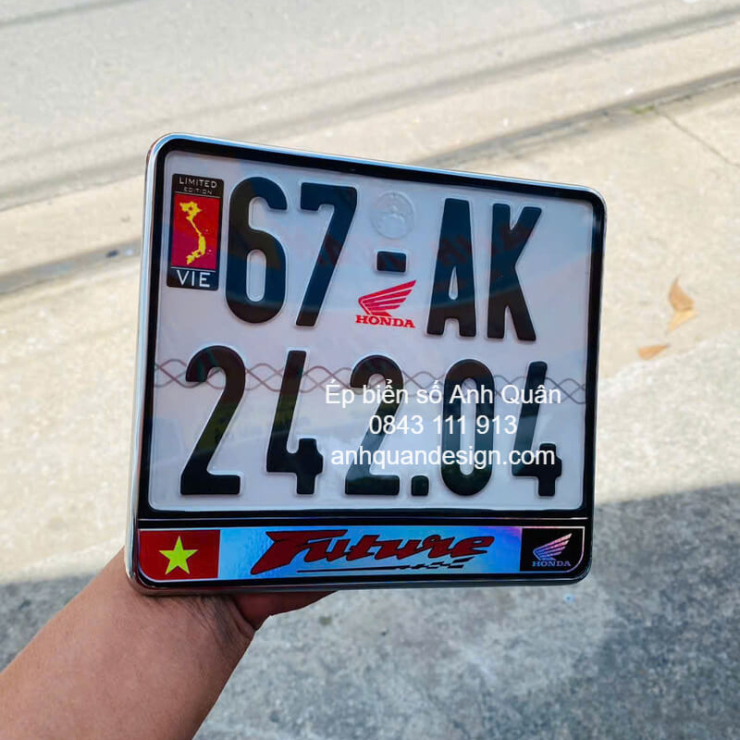 LIMITED
EDITION
VIE
67-AK
HONDA
242.04
Ép biển số Anh Quân
0843 111 913
anhquandesign.com
Future
HONDA